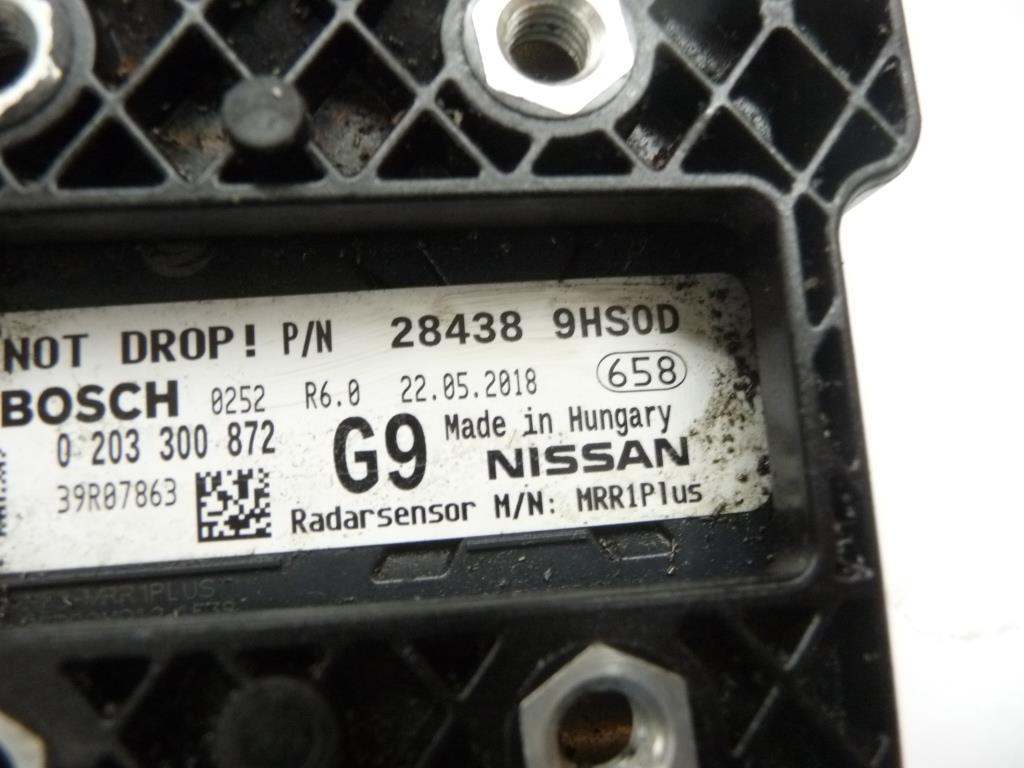 NOT DROP! P/N 28438 9HS0D
BOSCH 0252 R6.0 22.05.2018 658
0 203 300 872 G9 Made in Hungary
39R07863 NISSAN
Radarsensor M/N: MRR1Plus
MRR1PLUS